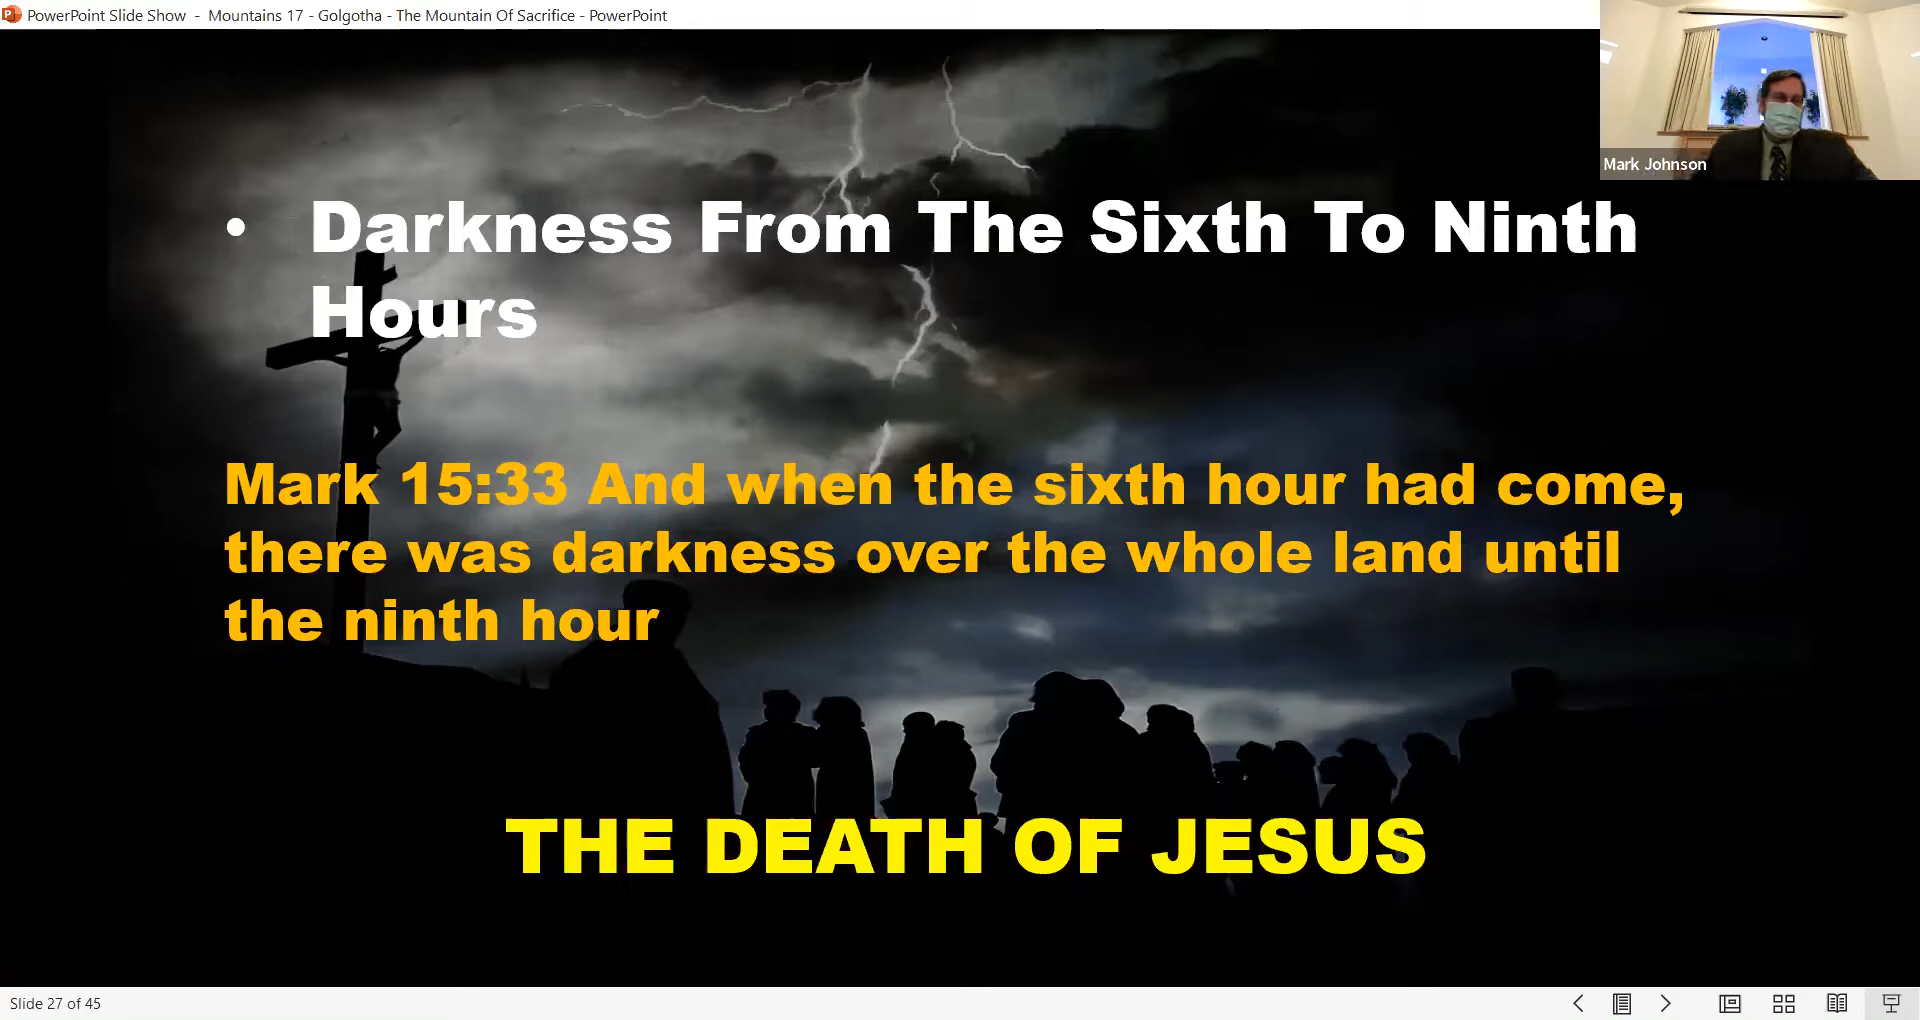 PowerPoint Slide Show - Mountains 17 - Golgotha - The Mountain Of Sacrifice - PowerPoint
Mark Johnson
• Darkness From The Sixth To Ninth
Hours
Mark 15:33 And when the sixth hour had come,
there was darkness over the whole land until
the ninth hour
THE DEATH OF JESUS
Slide 27 of 45